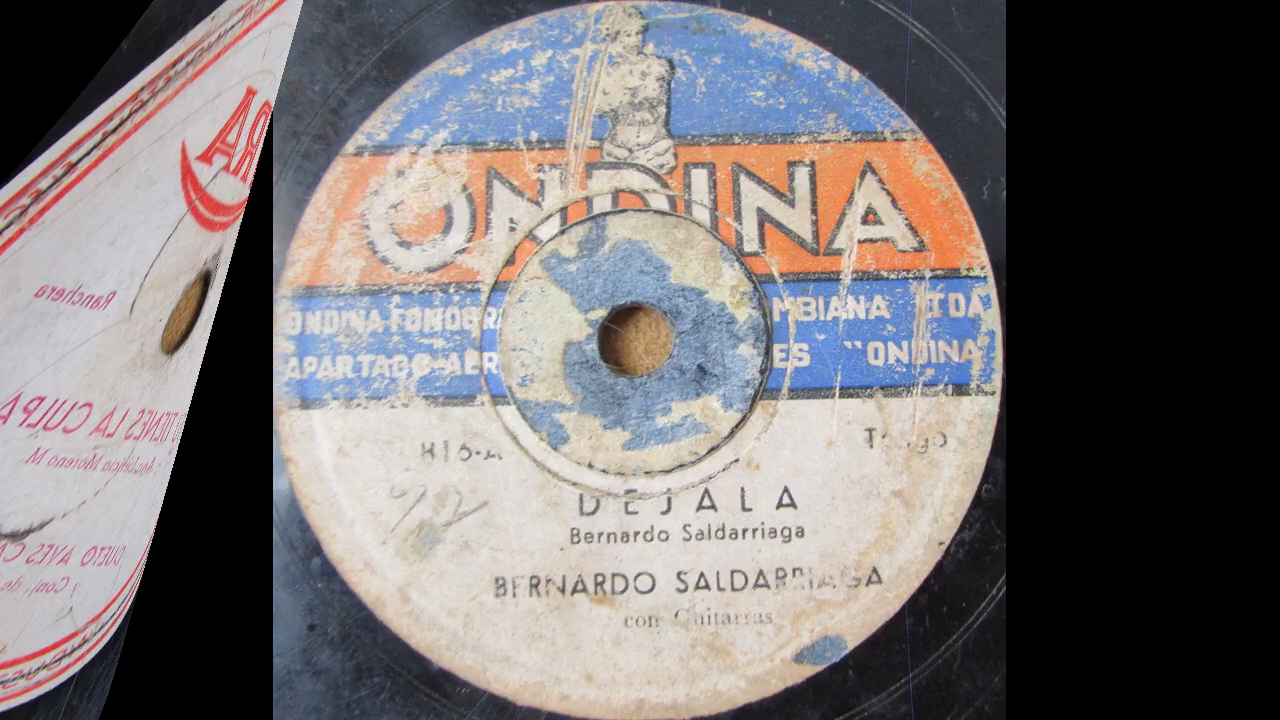 ONDINA
ONDINA FONOGR MBIANA LTDA
APARTADO AER ES "ONDINA"
Tango
DEJALA
Bernardo Saldarriaga
BERNARDO SALDARRIAGA
con Guitarras
RA
Ranchera
TIENES LA CULPA
Moreno M.
DUETO AVES